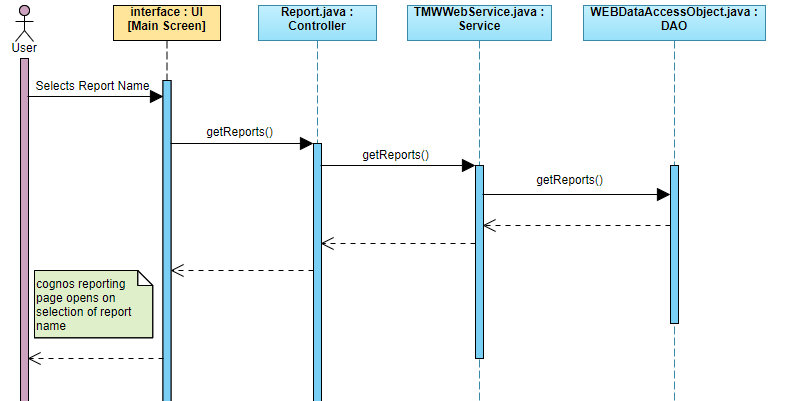 User
interface : UI
[Main Screen]
Report.java :
Controller
TMWWebService.java :
Service
WEBDataAccessObject.java :
DAO
Selects Report Name
getReports()
getReports()
getReports()
cognos reporting
page opens on
selection of report
name